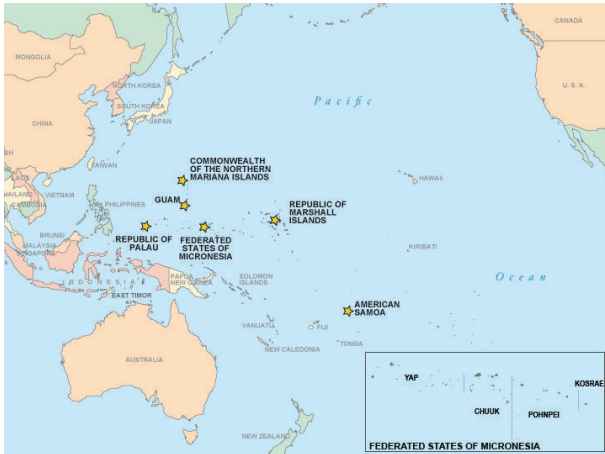 CANADA
MONGOLIA
U. S. A.
NORTH KOREA
Pacific
SOUTH KOREA
JAPAN
CHINA
COMMONWEALTH
OF THE NORTHERN
MARIANA ISLANDS
TAIWAN
LAOS
HAWAII
VIETNAM
GUAM
THAILAND
CAMBODIA
PHILIPPINES
REPUBLIC OF
MARSHALL
ISLANDS
BRUNEI
REPUBLIC OF
PALAU
FEDERATED
STATES OF
MICRONESIA
MALAYSIA
SINGAPORE
KIRIBATI
Ocean
INDONESIA
PAPUA
NEW GUINEA
SOLOMON
ISLANDS
EAST TIMOR
AMERICAN
SAMOA
VANUATU
FIJI
TONGA
NEW CALEDONIA
AUSTRALIA
YAP
KOSRAE
CHUUK
POHNPEI
NEW ZEALAND
FEDERATED STATES OF MICRONESIA